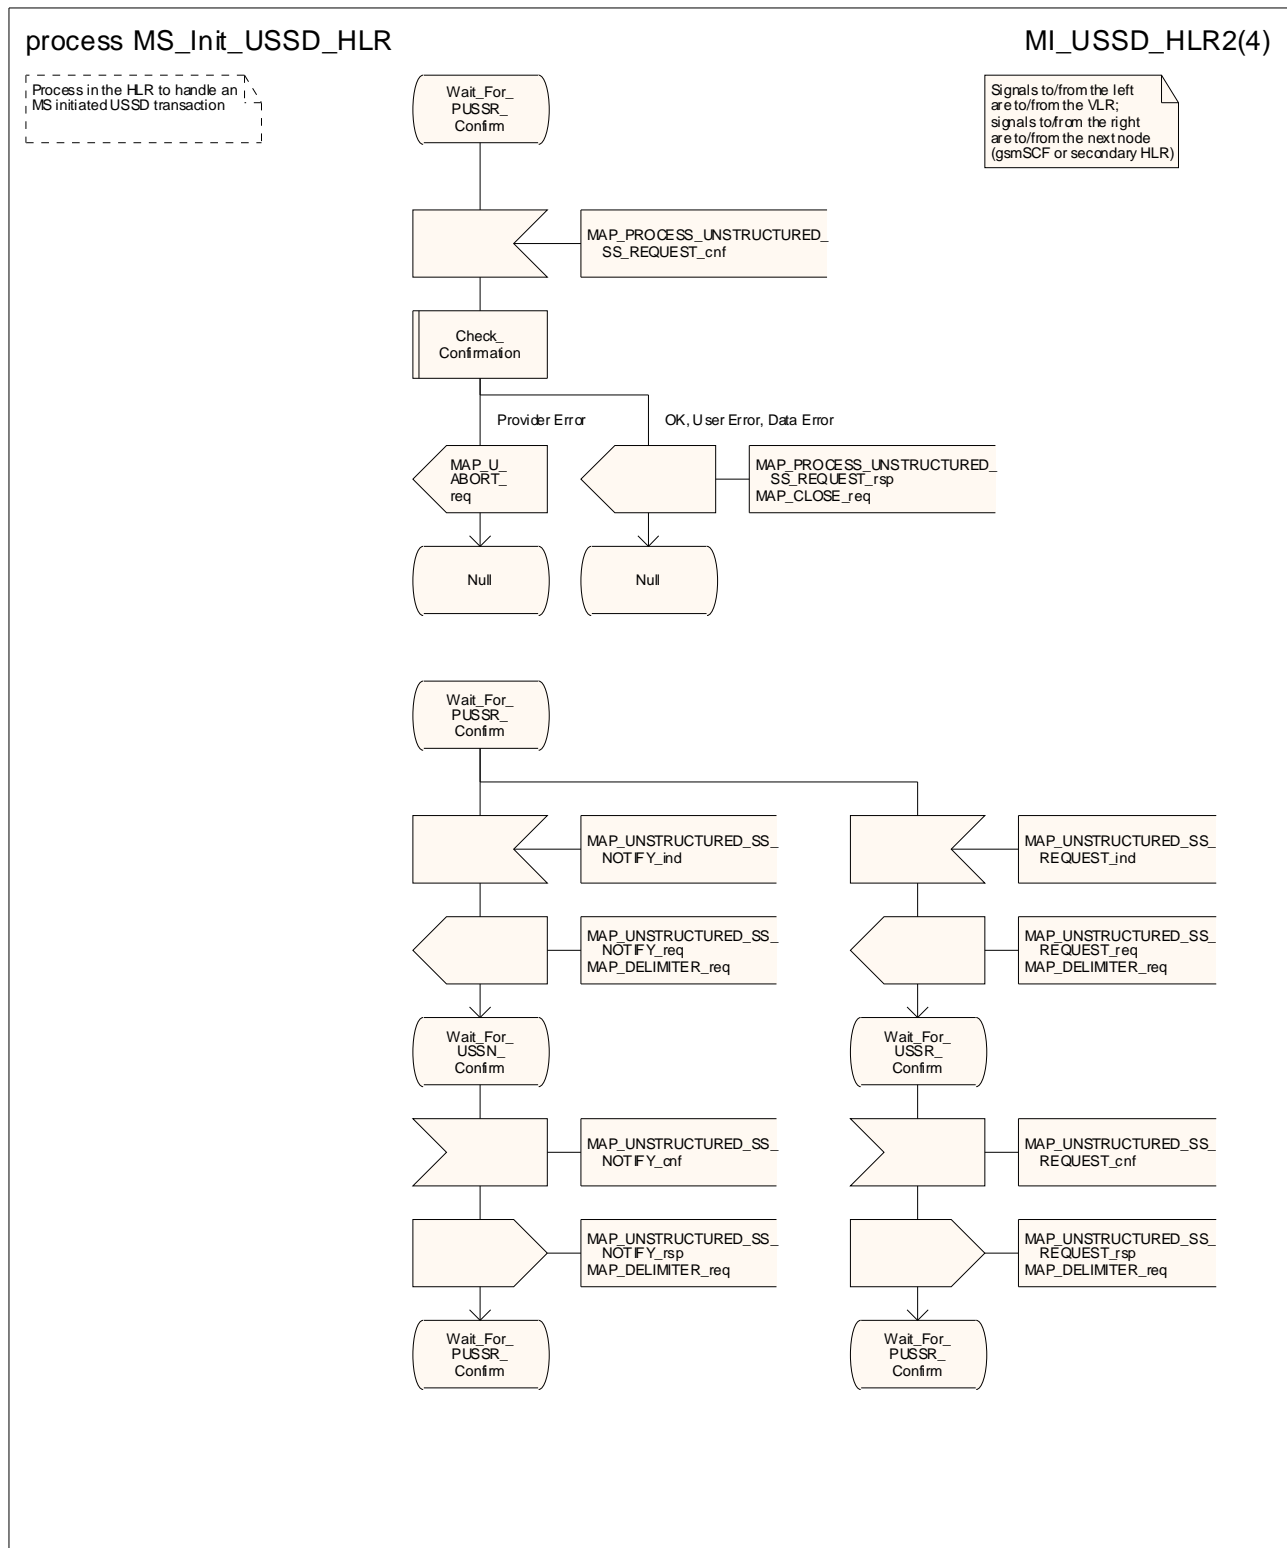 process MS_Init_USSD_HLR
MI_USSD_HLR2(4)
Process in the HLR to handle an
MS initiated USSD transaction
Signals to/from the left
are to/from the VLR;
signals to/from the right
are to/from the next node
(gsmSCF or secondary HLR)
Wait_For_
PUSSR_
Confirm
MAP_PROCESS_UNSTRUCTURED_
SS_REQUEST_cnf
Check_
Confirmation
Provider Error
OK, User Error, Data Error
MAP_U_
ABORT_
req
MAP_PROCESS_UNSTRUCTURED_
SS_REQUEST_rsp
MAP_CLOSE_req
Null
Null
Wait_For_
PUSSR_
Confirm
MAP_UNSTRUCTURED_SS_
NOTIFY_ind
MAP_UNSTRUCTURED_SS_
REQUEST_ind
MAP_UNSTRUCTURED_SS_
NOTIFY_req
MAP_DELIMITER_req
MAP_UNSTRUCTURED_SS_
REQUEST_req
MAP_DELIMITER_req
Wait_For_
USSN_
Confirm
Wait_For_
USSR_
Confirm
MAP_UNSTRUCTURED_SS_
NOTIFY_cnf
MAP_UNSTRUCTURED_SS_
REQUEST_cnf
MAP_UNSTRUCTURED_SS_
NOTIFY_rsp
MAP_DELIMITER_req
MAP_UNSTRUCTURED_SS_
REQUEST_rsp
MAP_DELIMITER_req
Wait_For_
PUSSR_
Confirm
Wait_For_
PUSSR_
Confirm